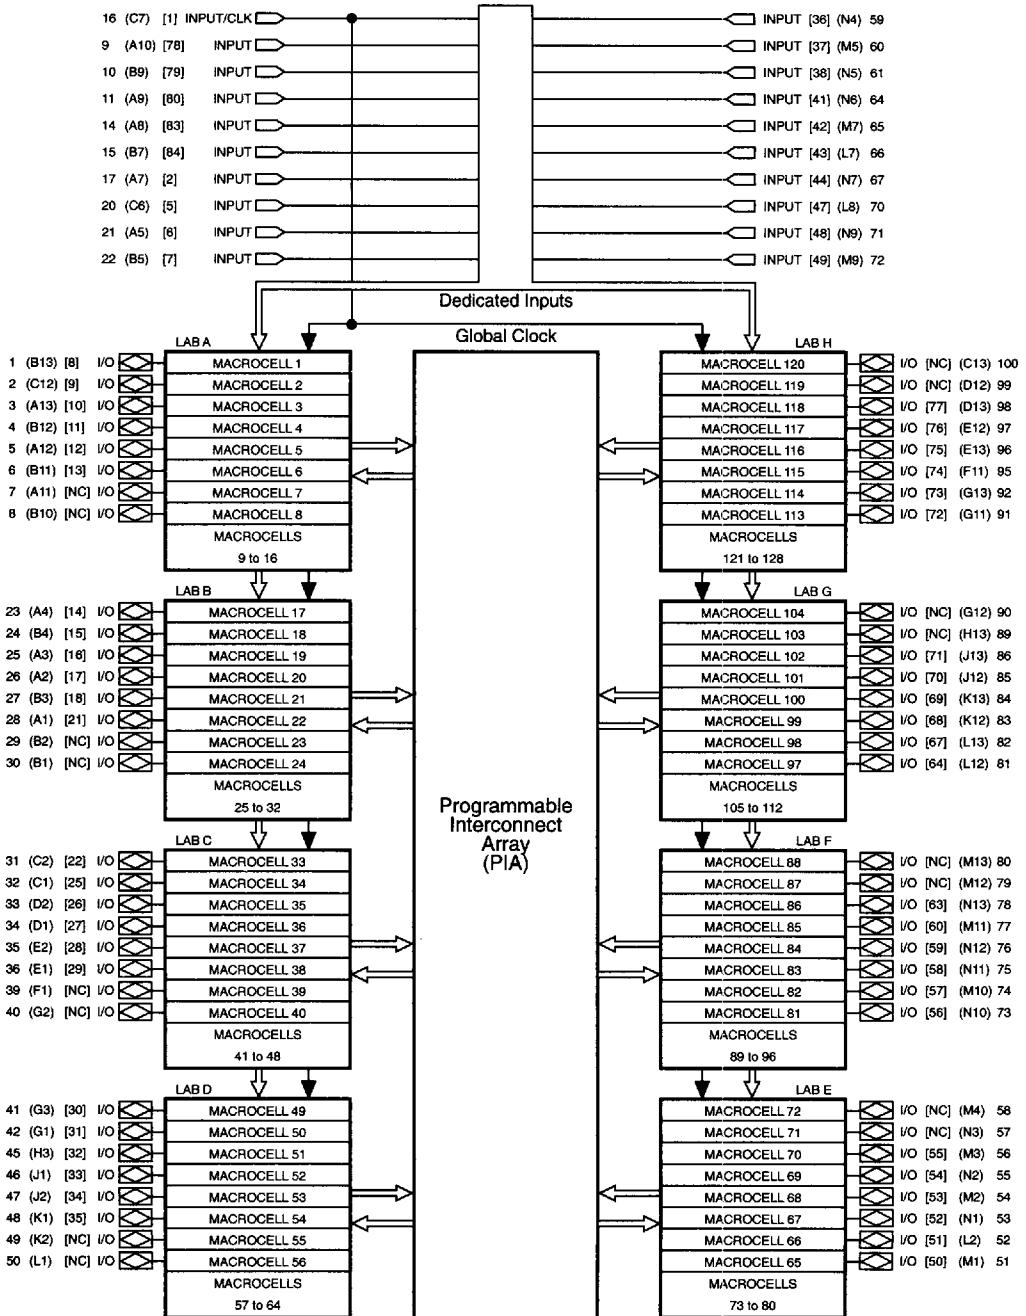 16 (C7) [1] INPUT/CLK
9 (A10) [78] INPUT
10 (B9) [79] INPUT
11 (A9) [80] INPUT
14 (A8) [83] INPUT
15 (B7) [84] INPUT
17 (A7) [2] INPUT
20 (C6) [5] INPUT
21 (A5) [6] INPUT
22 (B5) [7] INPUT
INPUT [36] (N4) 59
INPUT [37] (M5) 60
INPUT [38] (N5) 61
INPUT [41] (N6) 64
INPUT [42] (M7) 65
INPUT [43] (L7) 66
INPUT [44] (N7) 67
INPUT [47] (L8) 70
INPUT [48] (N9) 71
INPUT [49] (M9) 72
Dedicated Inputs
Global Clock
LAB A
1 (B13) [8] I/O MACROCELL 1
2 (C12) [9] I/O MACROCELL 2
3 (A13) [10] I/O MACROCELL 3
4 (B12) [11] I/O MACROCELL 4
5 (A12) [12] I/O MACROCELL 5
6 (B11) [13] I/O MACROCELL 6
7 (A11) [NC] I/O MACROCELL 7
8 (B10) [NC] I/O MACROCELL 8
MACROCELLS
9 to 16
LAB B
23 (A4) [14] I/O MACROCELL 17
24 (B4) [15] I/O MACROCELL 18
25 (A3) [16] I/O MACROCELL 19
26 (A2) [17] I/O MACROCELL 20
27 (B3) [18] I/O MACROCELL 21
28 (A1) [21] I/O MACROCELL 22
29 (B2) [NC] I/O MACROCELL 23
30 (B1) [NC] I/O MACROCELL 24
MACROCELLS
25 to 32
LAB C
31 (C2) [22] I/O MACROCELL 33
32 (C1) [25] I/O MACROCELL 34
33 (D2) [26] I/O MACROCELL 35
34 (D1) [27] I/O MACROCELL 36
35 (E2) [28] I/O MACROCELL 37
36 (E1) [29] I/O MACROCELL 38
39 (F1) [NC] I/O MACROCELL 39
40 (G2) [NC] I/O MACROCELL 40
MACROCELLS
41 to 48
LAB D
41 (G3) [30] I/O MACROCELL 49
42 (G1) [31] I/O MACROCELL 50
45 (H3) [32] I/O MACROCELL 51
46 (J1) [33] I/O MACROCELL 52
47 (J2) [34] I/O MACROCELL 53
48 (K1) [35] I/O MACROCELL 54
49 (K2) [NC] I/O MACROCELL 55
50 (L1) [NC] I/O MACROCELL 56
MACROCELLS
57 to 64
Programmable
Interconnect
Array
(PIA)
LAB H
MACROCELL 120 I/O [NC] (C13) 100
MACROCELL 119 I/O [NC] (D12) 99
MACROCELL 118 I/O [77] (D13) 98
MACROCELL 117 I/O [76] (E12) 97
MACROCELL 116 I/O [75] (E13) 96
MACROCELL 115 I/O [74] (F11) 95
MACROCELL 114 I/O [73] (G13) 92
MACROCELL 113 I/O [72] (G11) 91
MACROCELLS
121 to 128
LAB G
MACROCELL 104 I/O [NC] (G12) 90
MACROCELL 103 I/O [NC] (H13) 89
MACROCELL 102 I/O [71] (J13) 86
MACROCELL 101 I/O [70] (J12) 85
MACROCELL 100 I/O [69] (K13) 84
MACROCELL 99 I/O [68] (K12) 83
MACROCELL 98 I/O [67] (L13) 82
MACROCELL 97 I/O [64] (L12) 81
MACROCELLS
105 to 112
LAB F
MACROCELL 88 I/O [NC] (M13) 80
MACROCELL 87 I/O [NC] (M12) 79
MACROCELL 86 I/O [63] (N13) 78
MACROCELL 85 I/O [60] (M11) 77
MACROCELL 84 I/O [59] (N12) 76
MACROCELL 83 I/O [58] (N11) 75
MACROCELL 82 I/O [57] (M10) 74
MACROCELL 81 I/O [56] (N10) 73
MACROCELLS
89 to 96
LAB E
MACROCELL 72 I/O [NC] (M4) 58
MACROCELL 71 I/O [NC] (N3) 57
MACROCELL 70 I/O [55] (M3) 56
MACROCELL 69 I/O [54] (N2) 55
MACROCELL 68 I/O [53] (M2) 54
MACROCELL 67 I/O [52] (N1) 53
MACROCELL 66 I/O [51] (L2) 52
MACROCELL 65 I/O [50] (M1) 51
MACROCELLS
73 to 80